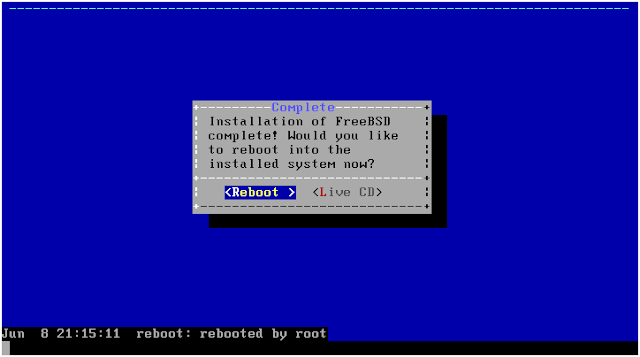 Complete
Installation of FreeBSD
complete! Would you like
to reboot into the
installed system now?
<Reboot > <Live CD>
Jun  8 21:15:11  reboot: rebooted by root